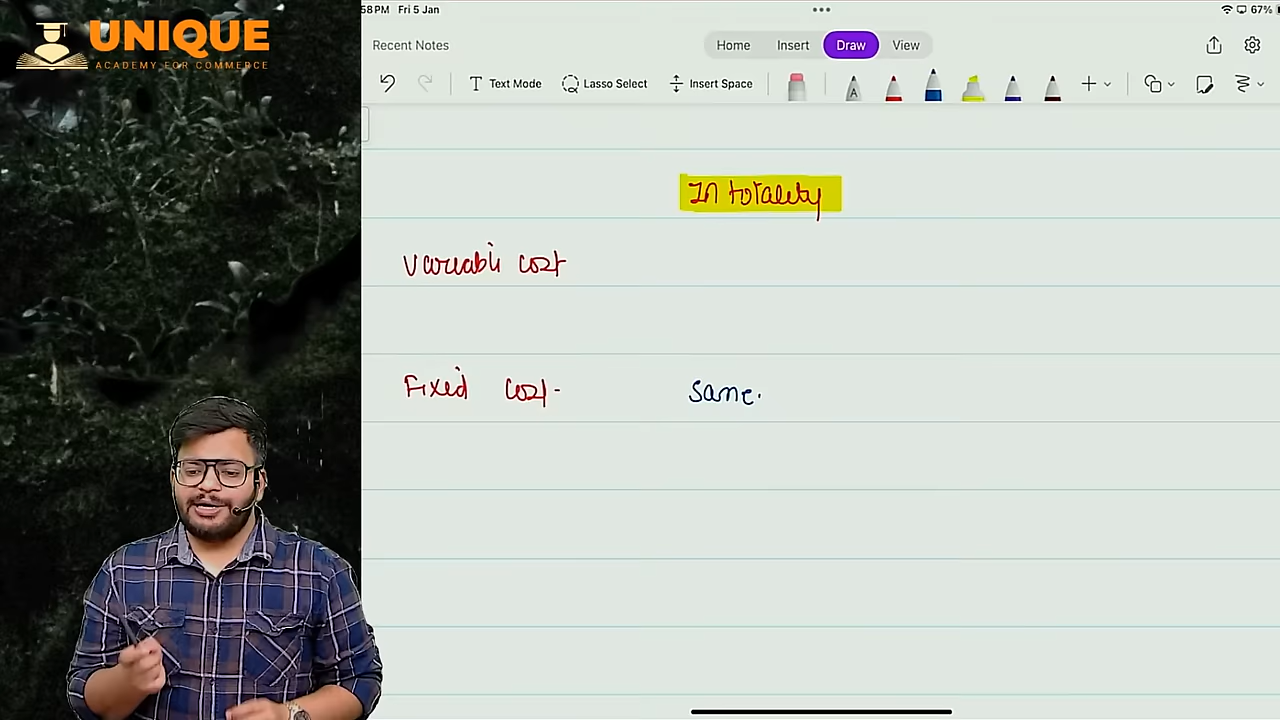 UNIQUE
ACADEMY FOR COMMERCE
58PM Fri 5 Jan
67%
Recent Notes
Home Insert Draw View
Text Mode Lasso Select Insert Space
A
In totality
Variable cost
Fixed cost- same.